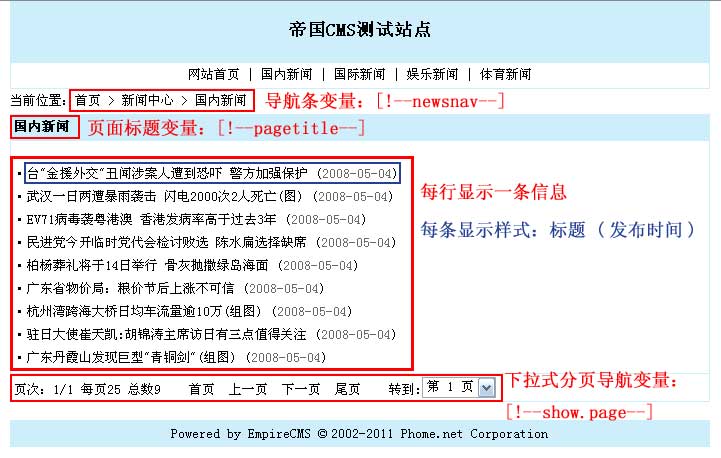 帝国CMS测试站点
网站首页 | 国内新闻 | 国际新闻 | 娱乐新闻 | 体育新闻
当前位置: 首页 > 新闻中心 > 国内新闻 导航条变量：[!--newsnav--]
国内新闻 页面标题变量：[!--pagetitle--]
台"金援外交"丑闻涉案人遭到恐吓 警方加强保护 (2008-05-04)
武汉一日两遭暴雨袭击 闪电2000次2人死亡(图) (2008-05-04)
EV71病毒袭粤港澳 香港发病率高于过去3年 (2008-05-04)
民进党今开临时党代会检讨败选 陈水扁选择缺席 (2008-05-04)
柏杨葬礼将于14日举行 骨灰抛撒绿岛海面 (2008-05-04)
广东省物价局：粮价节后上涨不可信 (2008-05-04)
杭州湾跨海大桥日均车流量逾10万(组图) (2008-05-04)
驻日大使崔天凯:胡锦涛主席访日有三点值得关注 (2008-05-04)
广东丹霞山发现巨型"青铜剑"(组图) (2008-05-04)
每行显示一条信息
每条显示样式：标题 ( 发布时间 )
页次：1/1 每页25 总数9 首页 上一页 下一页 尾页 转到:第 1 页
下拉式分页导航变量：
[!--show.page--]
Powered by EmpireCMS © 2002-2011 Phome.net Corporation